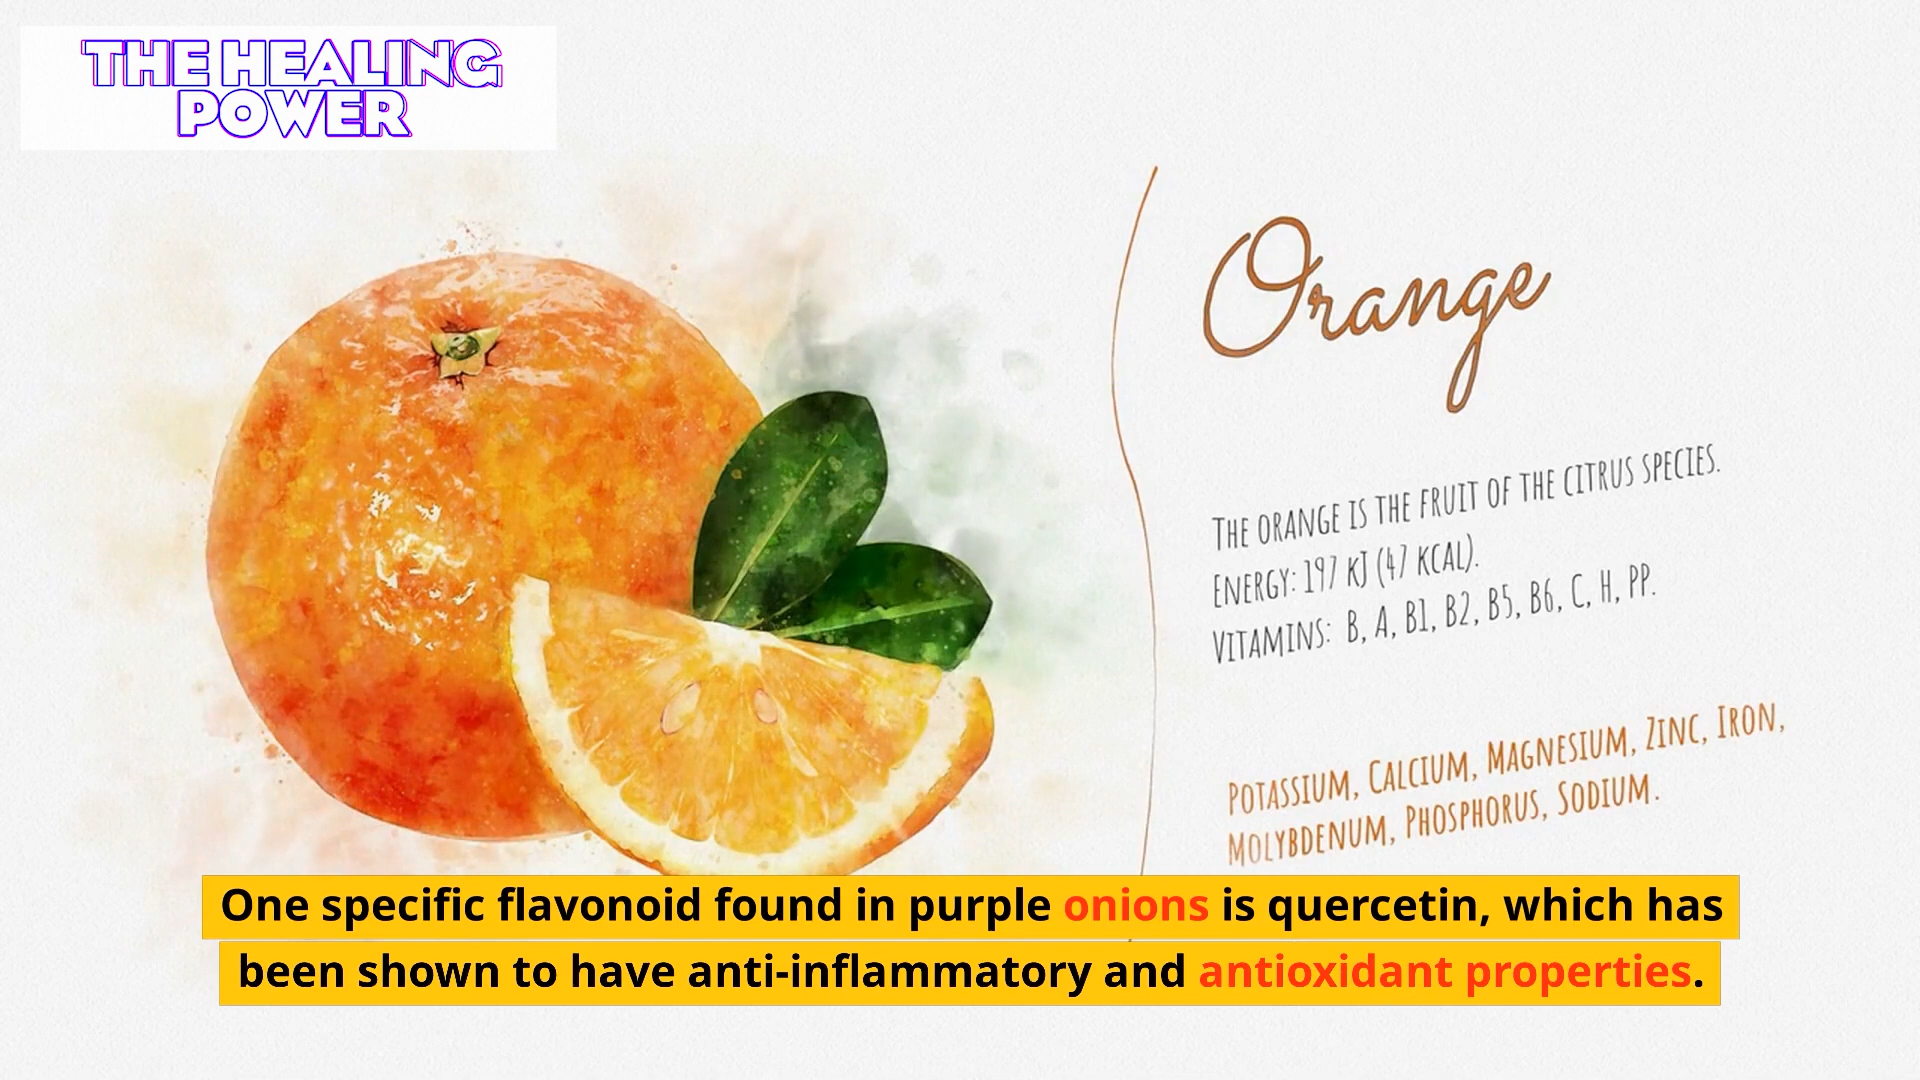 THE HEALING
POWER
Orange
THE ORANGE IS THE FRUIT OF THE CITRUS SPECIES.
ENERGY: 197 KJ (47 KCAL).
VITAMINS: B, A, B1, B2, B5, B6, C, H, PP.
POTASSIUM, CALCIUM, MAGNESIUM, ZINC, IRON,
MOLYBDENUM, PHOSPHORUS, SODIUM.
One specific flavonoid found in purple onions is quercetin, which has
been shown to have anti-inflammatory and antioxidant properties.